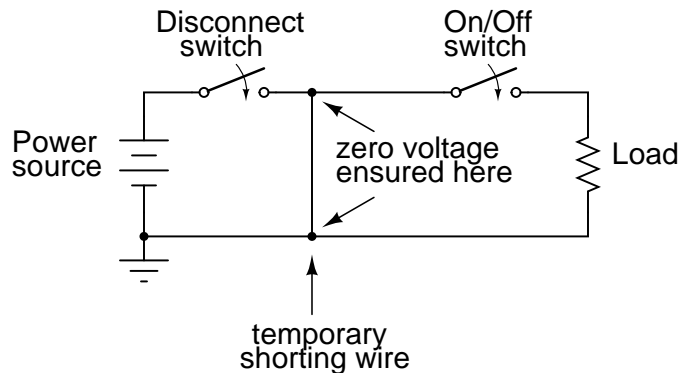 Disconnect
switch
On/Off
switch
Power
source
zero voltage
ensured here
Load
temporary
shorting wire